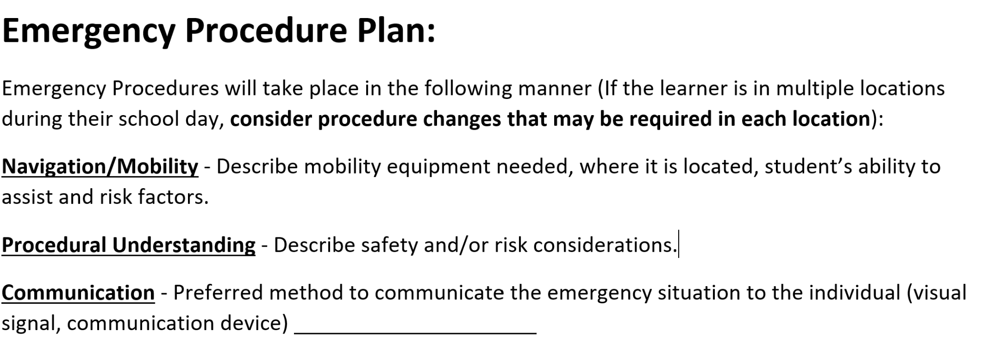 Emergency Procedure Plan:
Emergency Procedures will take place in the following manner (If the learner is in multiple locations
during their school day, consider procedure changes that may be required in each location):
Navigation/Mobility - Describe mobility equipment needed, where it is located, student’s ability to
assist and risk factors.
Procedural Understanding - Describe safety and/or risk considerations.
Communication - Preferred method to communicate the emergency situation to the individual (visual
signal, communication device) ______________________